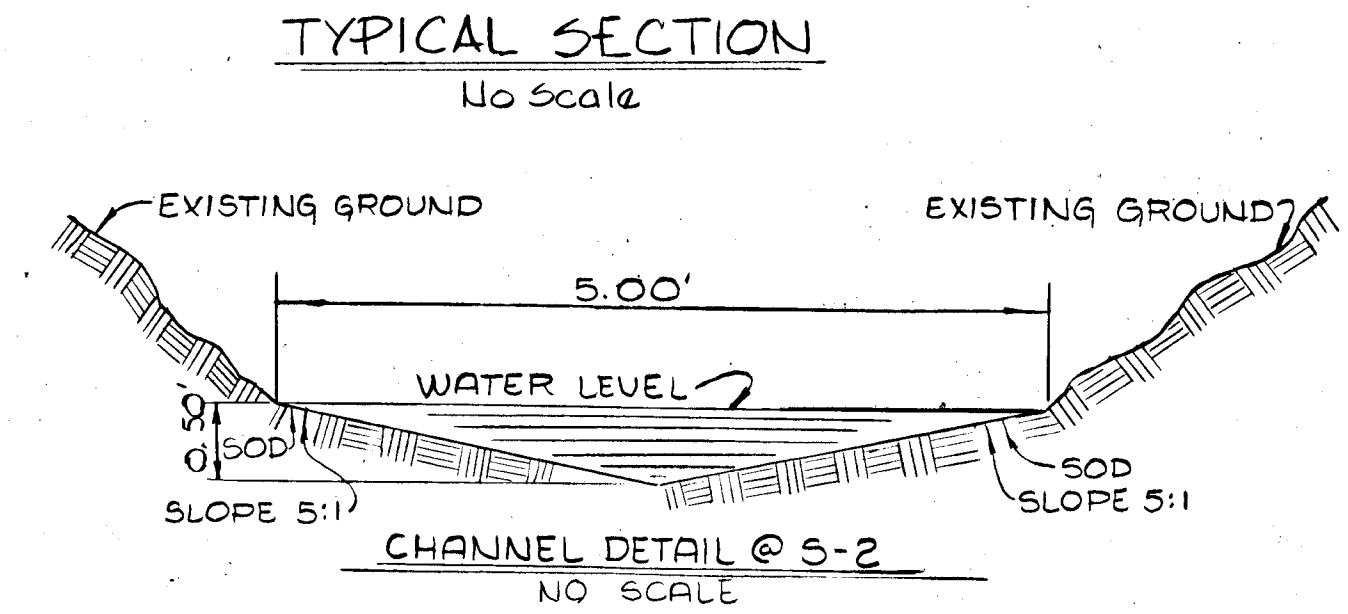 TYPICAL SECTION
No Scale
EXISTING GROUND
EXISTING GROUND
5.00'
WATER LEVEL
0.50'
SOD
SLOPE 5:1
SOD
SLOPE 5:1
CHANNEL DETAIL @ S-2
NO SCALE